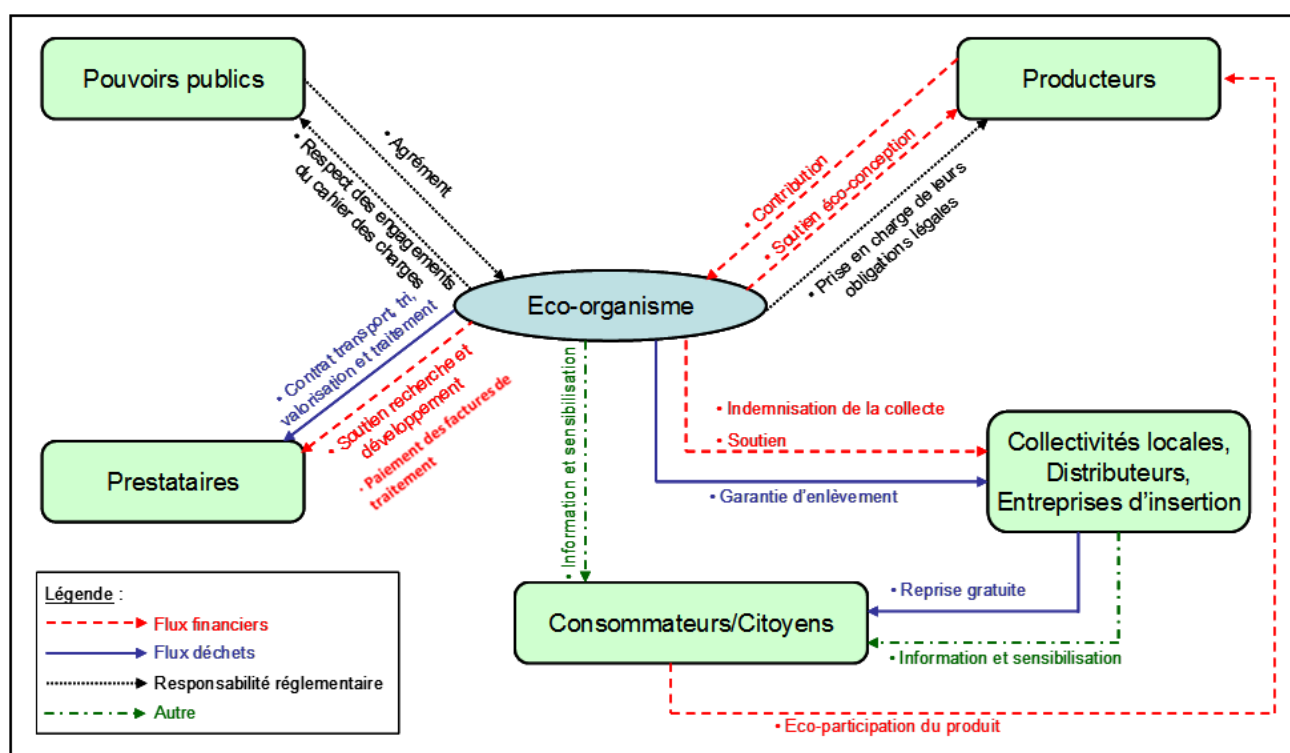 Pouvoirs publics
Producteurs
• Agrément
• Respect des engagements
du cahier des charges
• Contribution
• Soutien éco-conception
• Prise en charge de leurs
obligations légales
Eco-organisme
• Contrat transport, tri,
valorisation et traitement
• Soutien recherche et
développement
• Paiement des factures de
traitement
• Information et sensibilisation
• Indemnisation de la collecte
• Soutien
• Garantie d'enlèvement
Collectivités locales,
Distributeurs,
Entreprises d'insertion
Prestataires
• Reprise gratuite
Consommateurs/Citoyens
• Information et sensibilisation
• Eco-participation du produit
Légende :
Flux financiers
Flux déchets
Responsabilité réglementaire
Autre